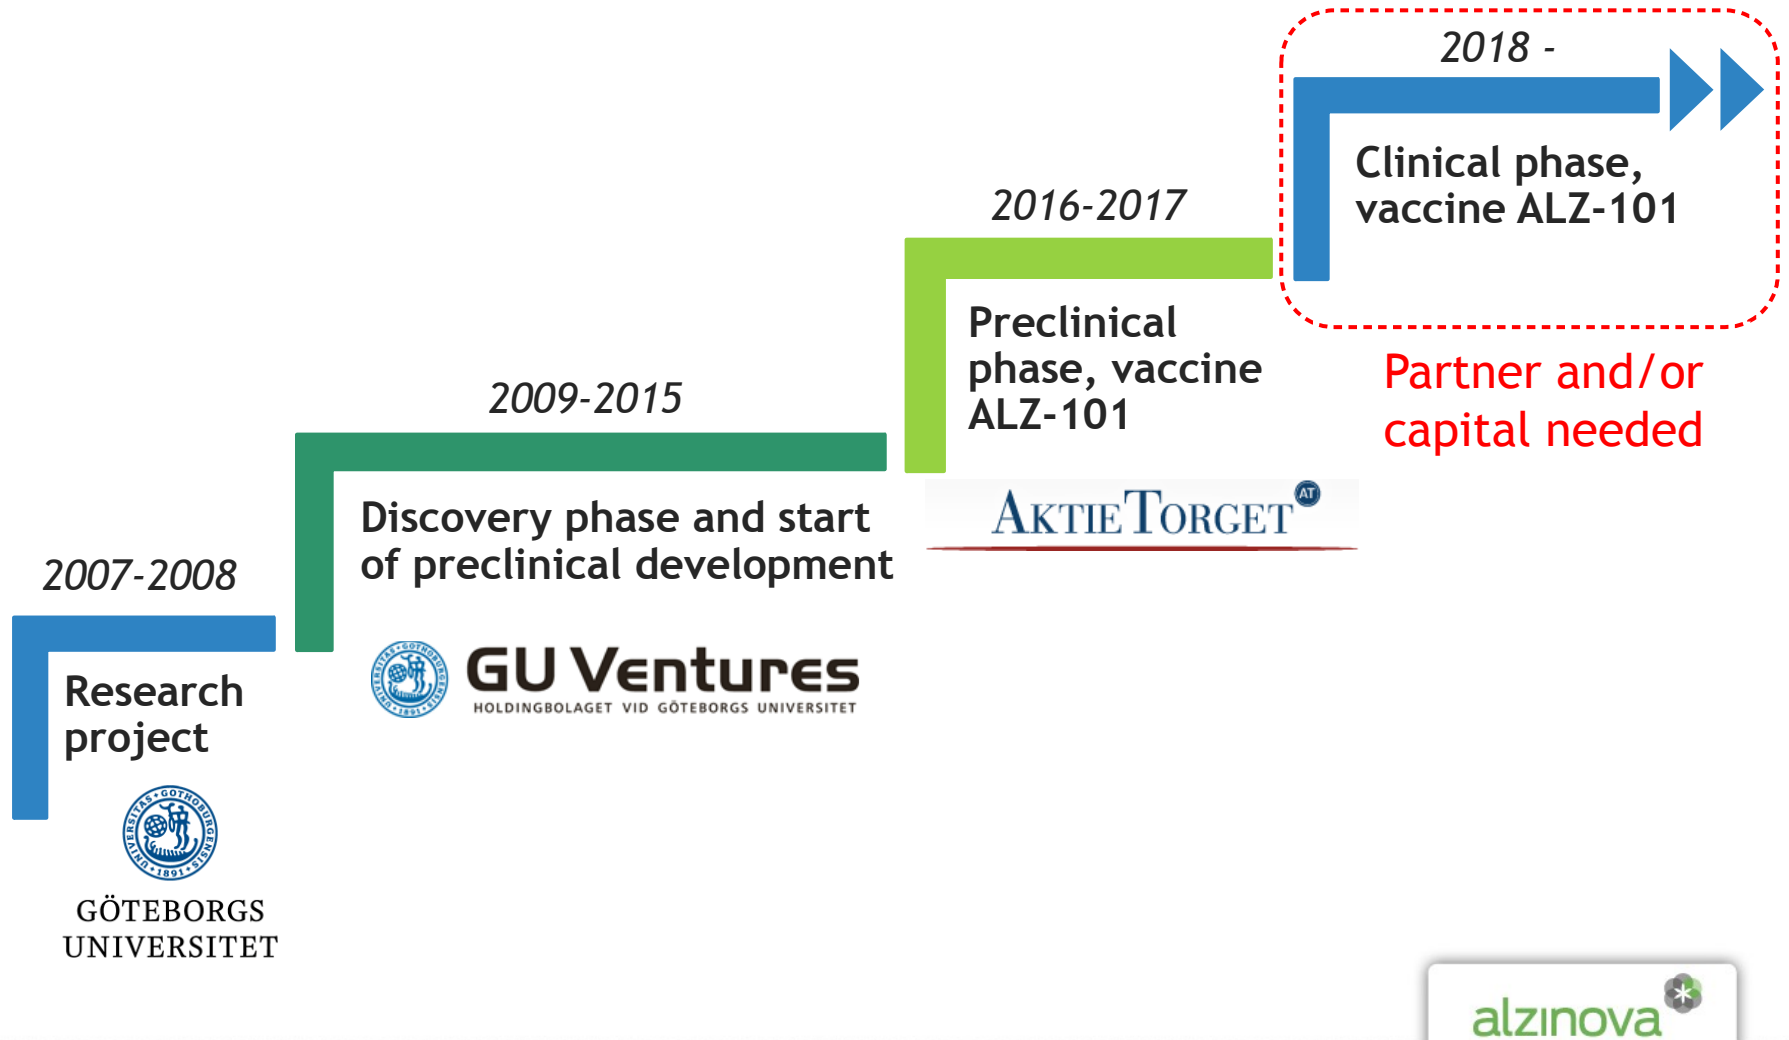 2007-2008
Research
project
GÖTEBORGS
UNIVERSITET
2009-2015
Discovery phase and start
of preclinical development
GU Ventures
HOLDINGBOLAGET VID GÖTEBORGS UNIVERSITET
2016-2017
Preclinical
phase, vaccine
ALZ-101
AKTIETORGET AT
2018 -
Clinical phase,
vaccine ALZ-101
Partner and/or
capital needed
alzinova